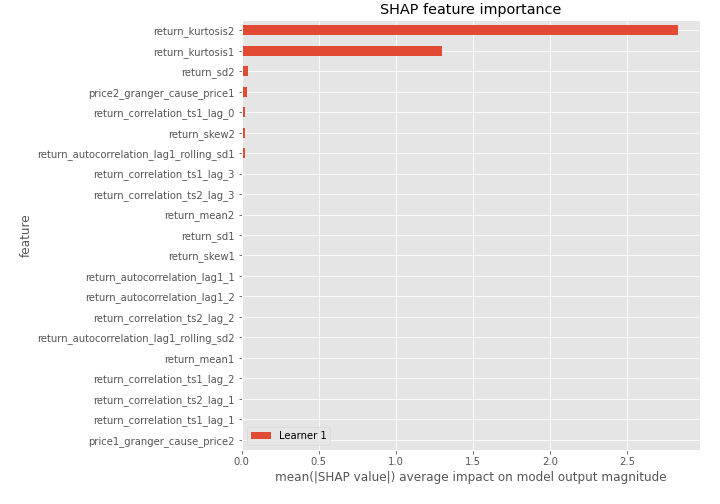 SHAP feature importance
return_kurtosis2
return_kurtosis1
return_sd2
price2_granger_cause_price1
return_correlation_ts1_lag_0
return_skew2
return_autocorrelation_lag1_rolling_sd1
return_correlation_ts1_lag_3
return_correlation_ts2_lag_3
return_mean2
return_sd1
return_skew1
return_autocorrelation_lag1_1
return_autocorrelation_lag1_2
return_correlation_ts2_lag_2
return_autocorrelation_lag1_rolling_sd2
return_mean1
return_correlation_ts1_lag_2
return_correlation_ts2_lag_1
return_correlation_ts1_lag_1
price1_granger_cause_price2
feature
Learner 1
0.0 0.5 1.0 1.5 2.0 2.5
mean(|SHAP value|) average impact on model output magnitude